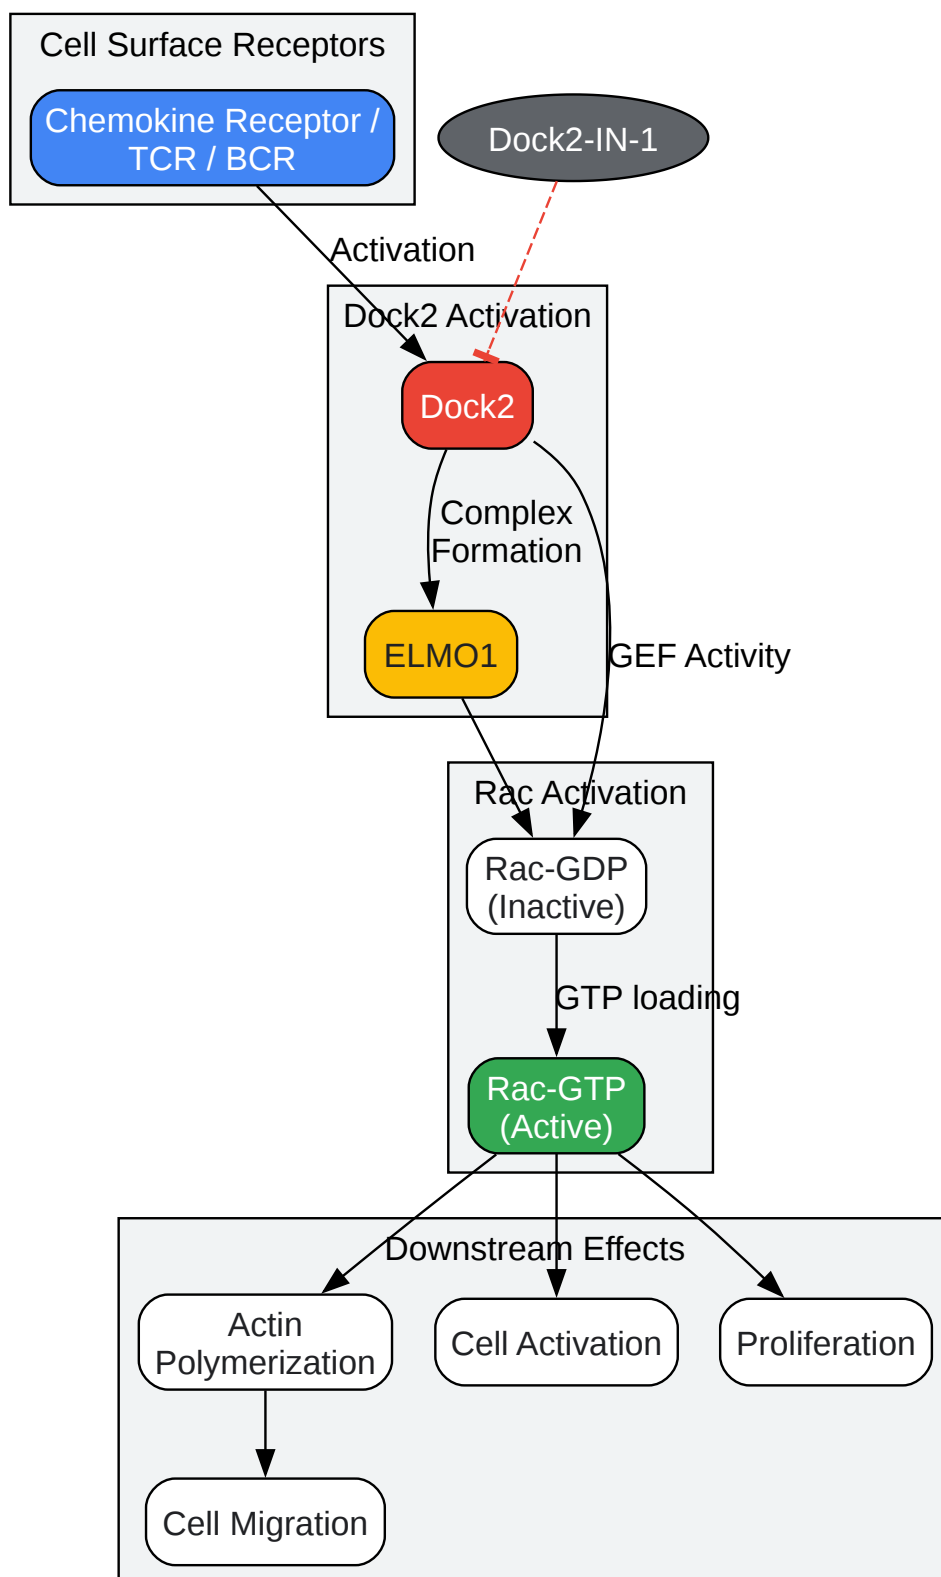 Cell Surface Receptors
Chemokine Receptor /
TCR / BCR
Dock2-IN-1
Activation
Dock2 Activation
Dock2
Complex
Formation
ELMO1
GEF Activity
Rac Activation
Rac-GDP
(Inactive)
GTP loading
Rac-GTP
(Active)
Downstream Effects
Actin
Polymerization
Cell Activation
Proliferation
Cell Migration